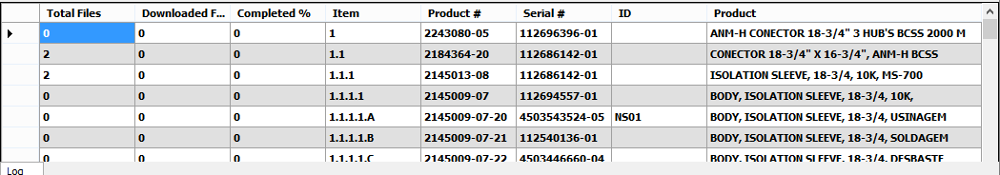 Total Files Downloaded F... Completed % Item Product # Serial # ID Product
0 0 0 1 2243080-05 112696396-01 ANM-H CONECTOR 18-3/4" 3 HUB'S BCSS 2000 M
2 0 0 1.1 2184364-20 112686142-01 CONECTOR 18-3/4" X 16-3/4", ANM-H BCSS
2 0 0 1.1.1 2145013-08 112686142-01 ISOLATION SLEEVE, 18-3/4, 10K, MS-700
0 0 0 1.1.1.1 2145009-07 112694557-01 BODY, ISOLATION SLEEVE, 18-3/4, 10K,
0 0 0 1.1.1.1.A 2145009-07-20 4503543524-05 NS01 BODY, ISOLATION SLEEVE, 18-3/4, USINAGEM
0 0 0 1.1.1.1.B 2145009-07-21 112540136-01 BODY, ISOLATION SLEEVE, 18-3/4, SOLDAGEM
0 0 0 1.1.1.1.C 2145009-07-22 4503446660-04 BODY, ISOLATION SLEEVE, 18-3/4, DESBASTE
Log